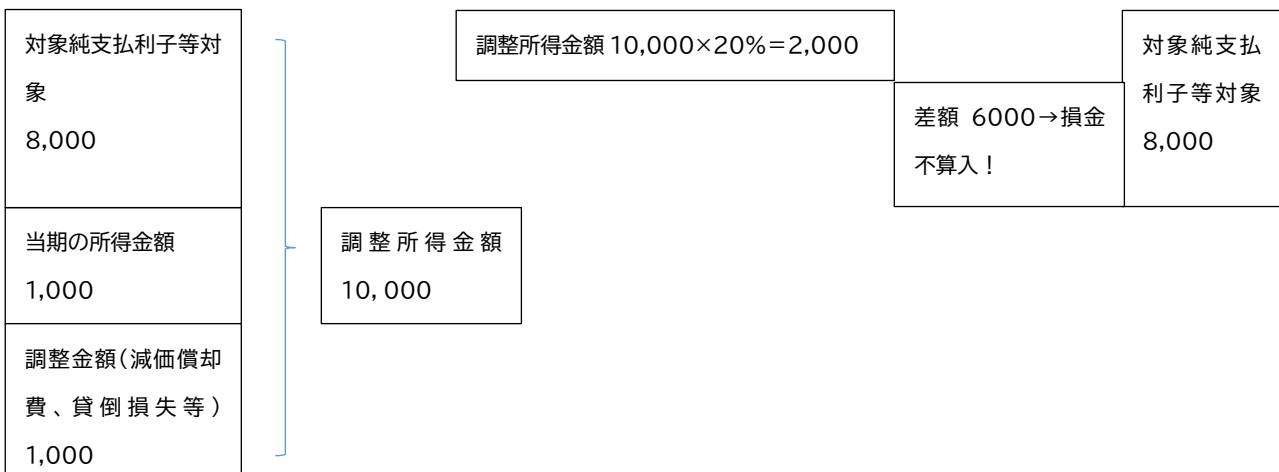 対象純支払利子等対
象
8,000
当期の所得金額
1,000
調整金額(減価償却
費、貸倒損失等)
1,000
調整所得金額
10,000
調整所得金額10,000×20%=2,000
差額 6000→損金
不算入!
対象純支払
利子等対象
8,000